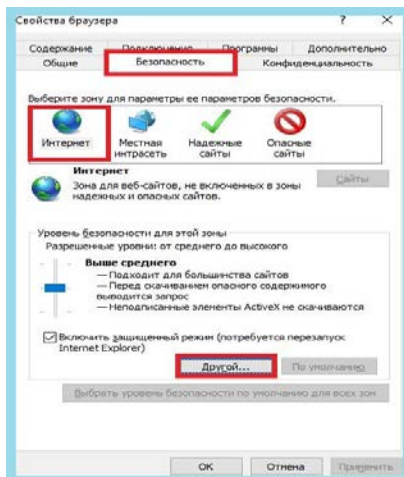 Свойства браузера ? ×
Содержание Подключение Программы Дополнительно
Общие Безопасность Конфиденциальность
Выберите зону для параметры ее параметров безопасности.
Интернет Местная интрасеть Надежные сайты Опасные сайты
Интернет
Зона для веб-сайтов, не включенных в зоны
надежных и опасных сайтов.
Сайты
Уровень безопасности для этой зоны
Разрешенные уровни: от среднего до высокого
Выше среднего
— Подходит для большинства сайтов
— Перед скачиванием опасного содержимого
выводится запрос
— Неподписанные элементы ActiveX не скачиваются
Включить защищенный режим (потребуется перезапуск
Internet Explorer)
Другой... По умолчанию
Выбрать уровень безопасности по умолчанию для всех зон
ОК Отмена Применить